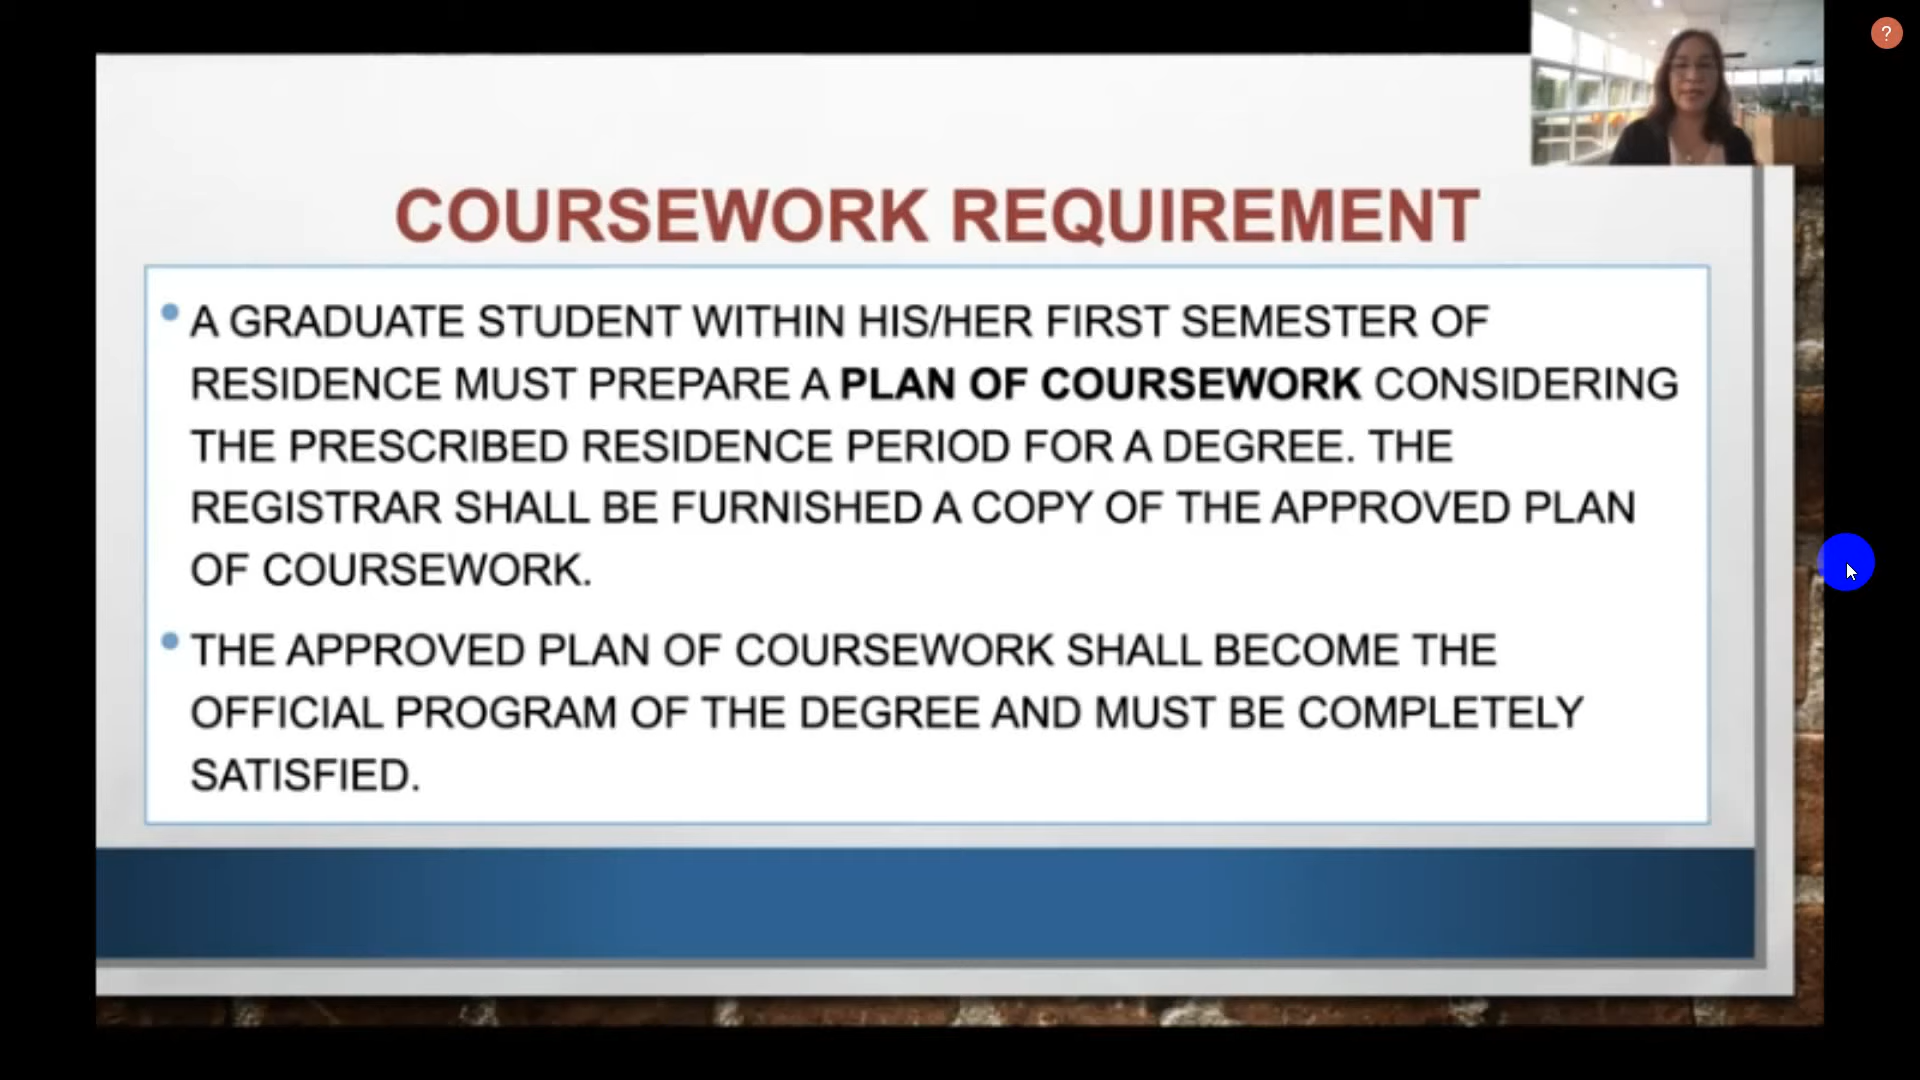 ?
COURSEWORK REQUIREMENT
• A GRADUATE STUDENT WITHIN HIS/HER FIRST SEMESTER OF
RESIDENCE MUST PREPARE A PLAN OF COURSEWORK CONSIDERING
THE PRESCRIBED RESIDENCE PERIOD FOR A DEGREE. THE
REGISTRAR SHALL BE FURNISHED A COPY OF THE APPROVED PLAN
OF COURSEWORK.
• THE APPROVED PLAN OF COURSEWORK SHALL BECOME THE
OFFICIAL PROGRAM OF THE DEGREE AND MUST BE COMPLETELY
SATISFIED.